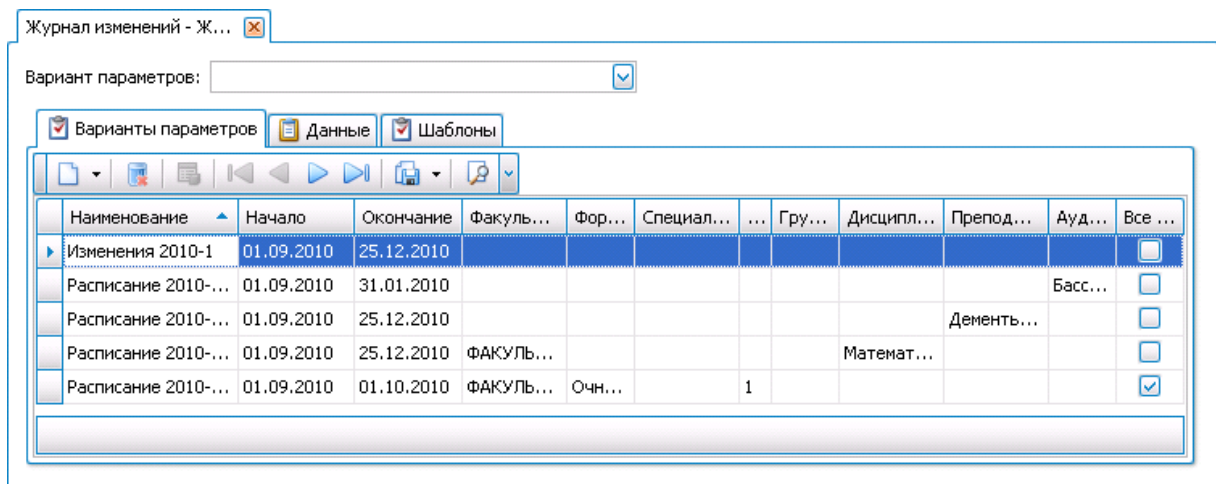 Журнал изменений - Ж...
Вариант параметров:
Варианты параметров Данные Шаблоны
Наименование Начало Окончание Факуль... Фор... Специал... ... Гру... Дисципл... Препод... Ауд... Все ...
Изменения 2010-1 01.09.2010 25.12.2010
Расписание 2010-... 01.09.2010 31.01.2010 Басс...
Расписание 2010-... 01.09.2010 25.12.2010 Дементь...
Расписание 2010-... 01.09.2010 25.12.2010 ФАКУЛЬ... Математ...
Расписание 2010-... 01.09.2010 01.10.2010 ФАКУЛЬ... Очн... 1